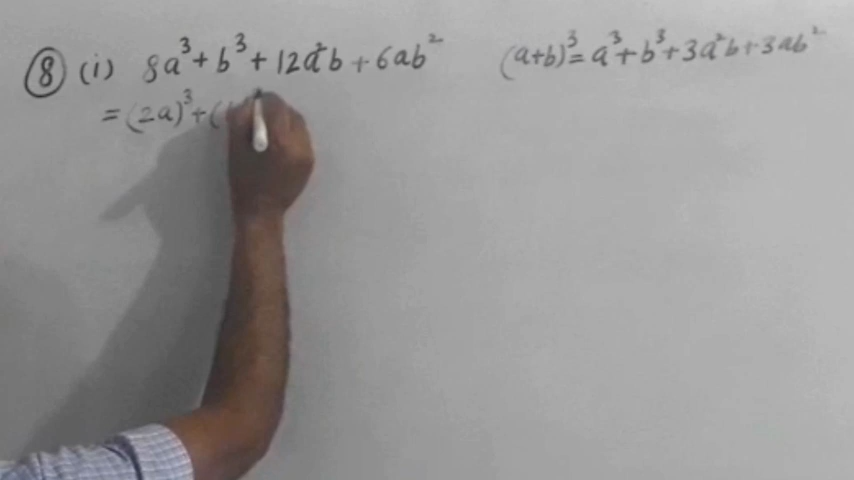 ⑧ (i) 8a³ + b³ + 12a²b + 6ab²
(a+b)³ = a³ + b³ + 3a²b + 3ab²
= (2a)³ + (